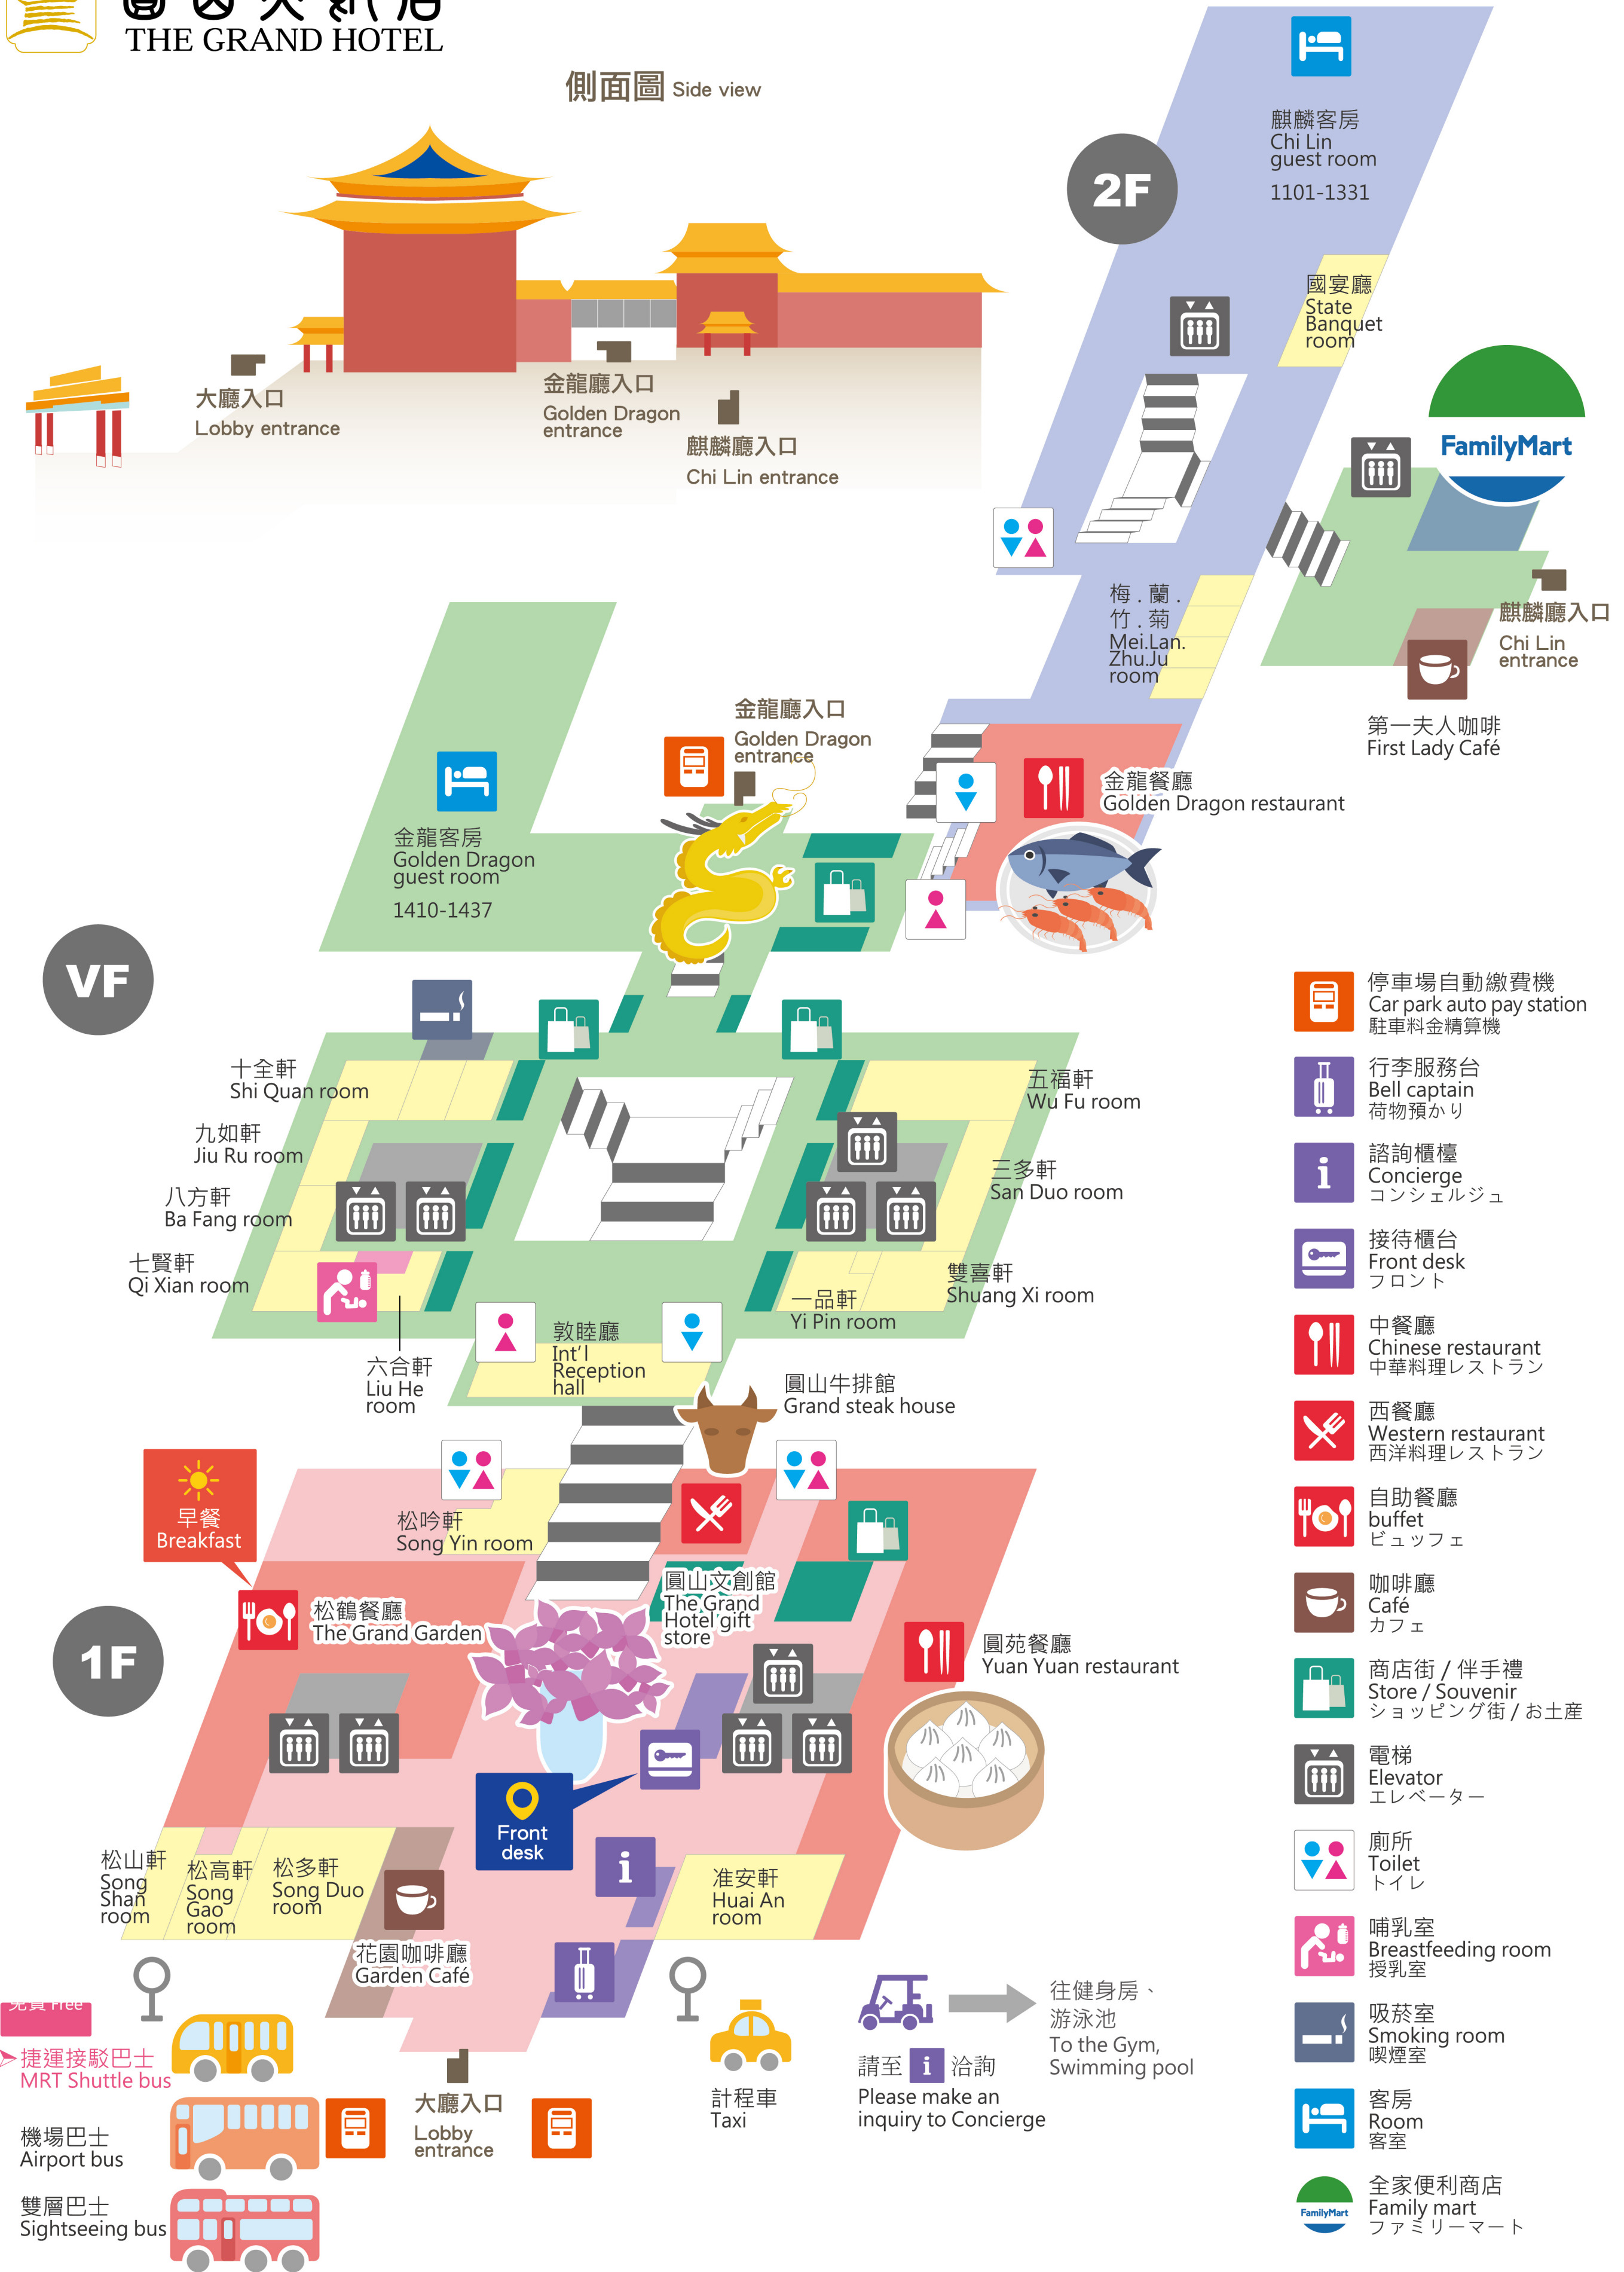 THE GRAND HOTEL
側面圖 Side view
大廳入口
Lobby entrance
金龍廳入口
Golden Dragon
entrance
麒麟廳入口
Chi Lin entrance
2F
麒麟客房
Chi Lin
guest room
1101-1331
國宴廳
State
Banquet
room
FamilyMart
梅.蘭.
竹.菊
Mei.Lan.
Zhu.Ju
room
麒麟廳入口
Chi Lin
entrance
第一夫人咖啡
First Lady Café
金龍廳入口
Golden Dragon
entrance
金龍餐廳
Golden Dragon restaurant
金龍客房
Golden Dragon
guest room
1410-1437
VF
十全軒
Shi Quan room
九如軒
Jiu Ru room
八方軒
Ba Fang room
七賢軒
Qi Xian room
六合軒
Liu He
room
五福軒
Wu Fu room
三多軒
San Duo room
雙喜軒
Shuang Xi room
一品軒
Yi Pin room
敦睦廳
Int'l
Reception
hall
圓山牛排館
Grand steak house
早餐
Breakfast
松吟軒
Song Yin room
松鶴餐廳
The Grand Garden
圓山文創館
The Grand
Hotel gift
store
1F
圓苑餐廳
Yuan Yuan restaurant
Front
desk
i
松山軒
Song
Shan
room
松高軒
Song
Gao
room
松多軒
Song Duo
room
花園咖啡廳
Garden Café
准安軒
Huai An
room
免費 Free
捷運接駁巴士
MRT Shuttle bus
機場巴士
Airport bus
雙層巴士
Sightseeing bus
大廳入口
Lobby
entrance
計程車
Taxi
請至 i 洽詢
Please make an
inquiry to Concierge
往健身房、
游泳池
To the Gym,
Swimming pool
停車場自動繳費機
Car park auto pay station
駐車料金精算機
行李服務台
Bell captain
荷物預かり
i
諮詢櫃檯
Concierge
コンシェルジュ
接待櫃台
Front desk
フロント
中餐廳
Chinese restaurant
中華料理レストラン
西餐廳
Western restaurant
西洋料理レストラン
自助餐廳
buffet
ビュッフェ
咖啡廳
Café
カフェ
商店街 / 伴手禮
Store / Souvenir
ショッピング街 / お土産
電梯
Elevator
エレベーター
廁所
Toilet
トイレ
哺乳室
Breastfeeding room
授乳室
吸菸室
Smoking room
喫煙室
客房
Room
客室
FamilyMart
全家便利商店
Family mart
ファミリーマート